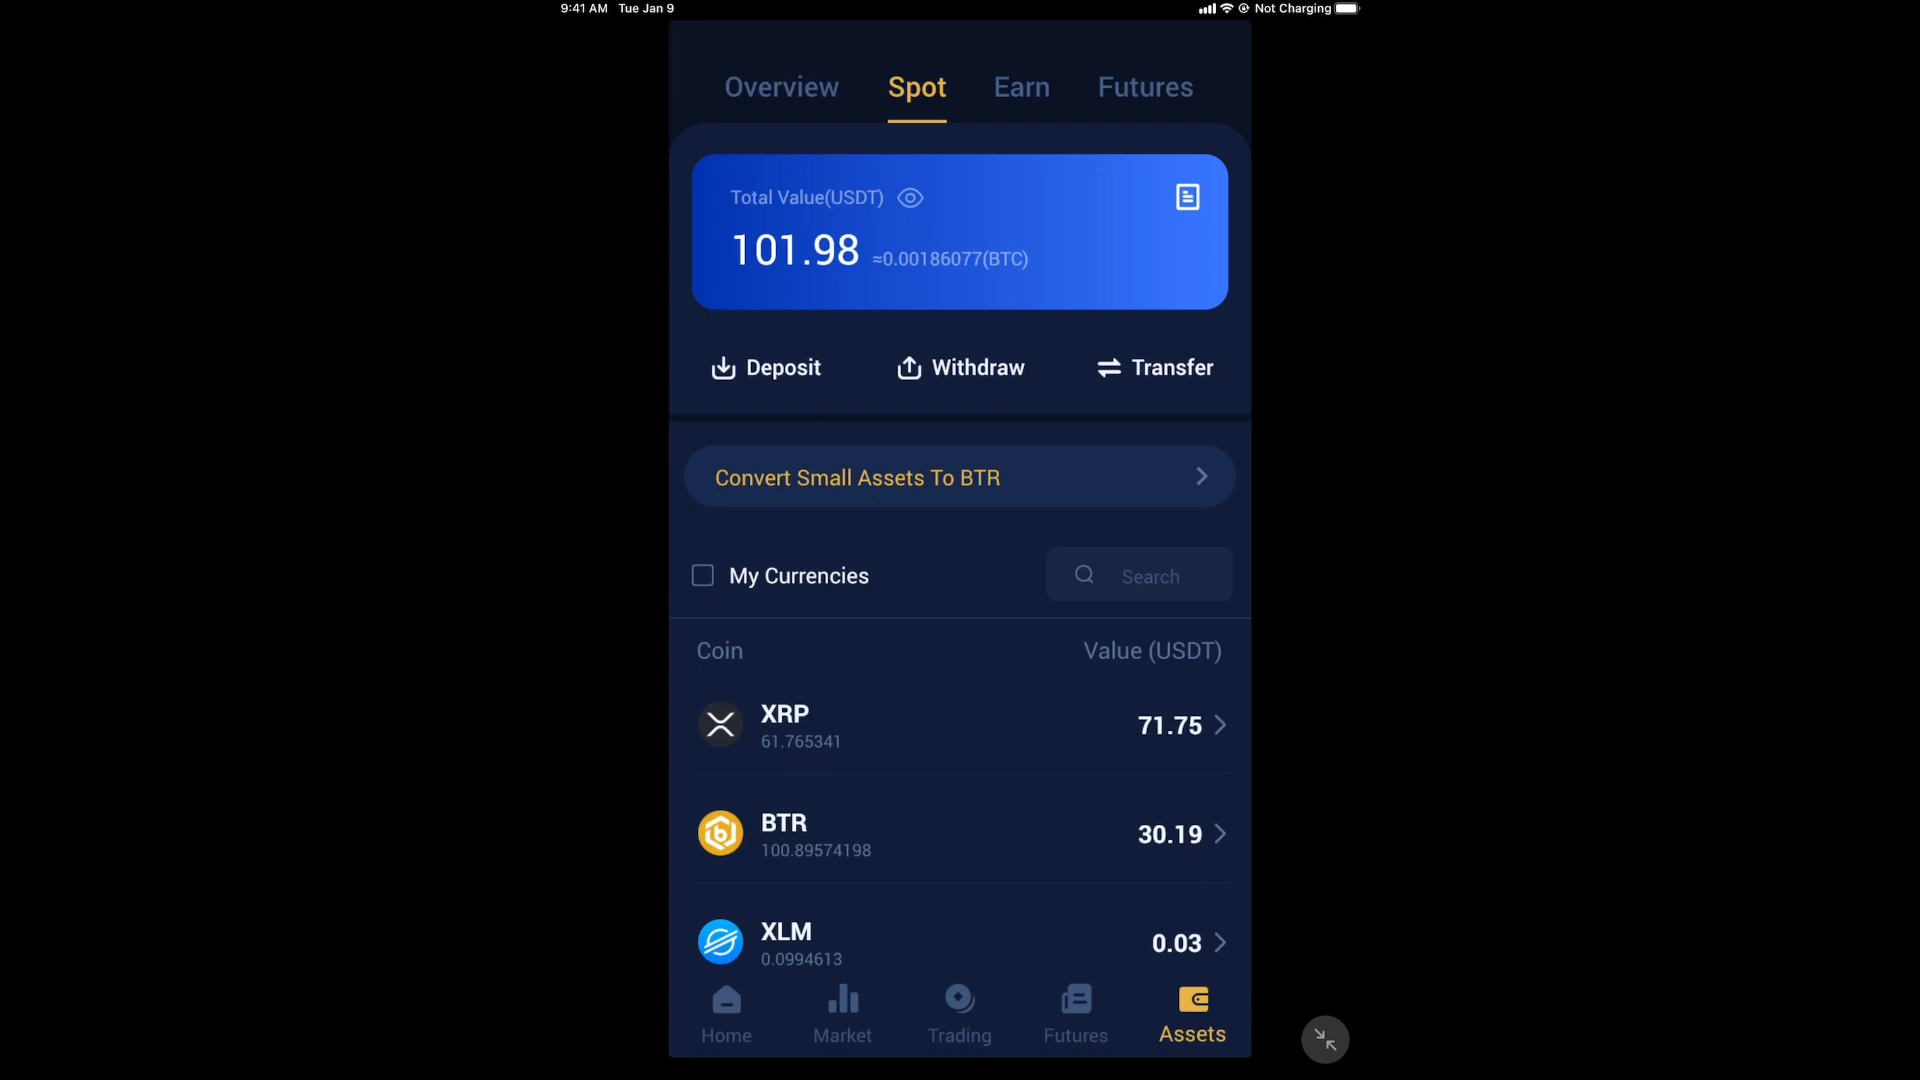 9:41 AM Tue Jan 9
Not Charging
Overview Spot Earn Futures
Total Value(USDT)
101.98 ≈0.00186077(BTC)
Deposit Withdraw Transfer
Convert Small Assets To BTR
My Currencies Search
Coin Value (USDT)
XRP
61.765341
71.75
BTR
100.89574198
30.19
XLM
0.0994613
0.03
Home Market Trading Futures Assets